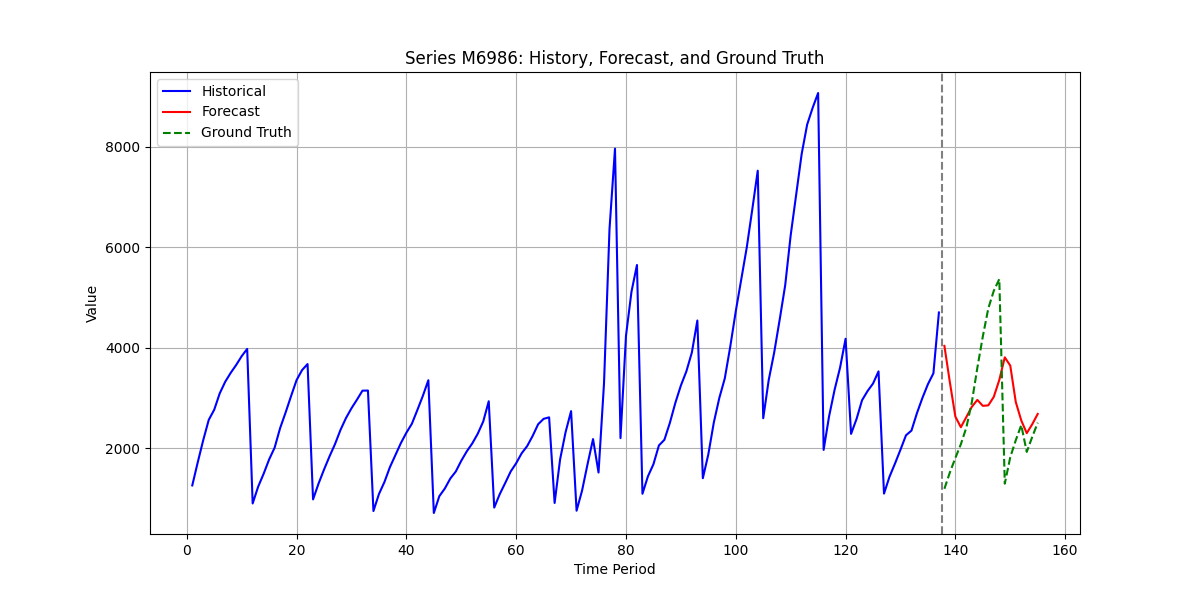 Series M6986: History, Forecast, and Ground Truth
Historical
Forecast
Ground Truth
Value
8000
6000
4000
2000
0 20 40 60 80 100 120 140 160
Time Period